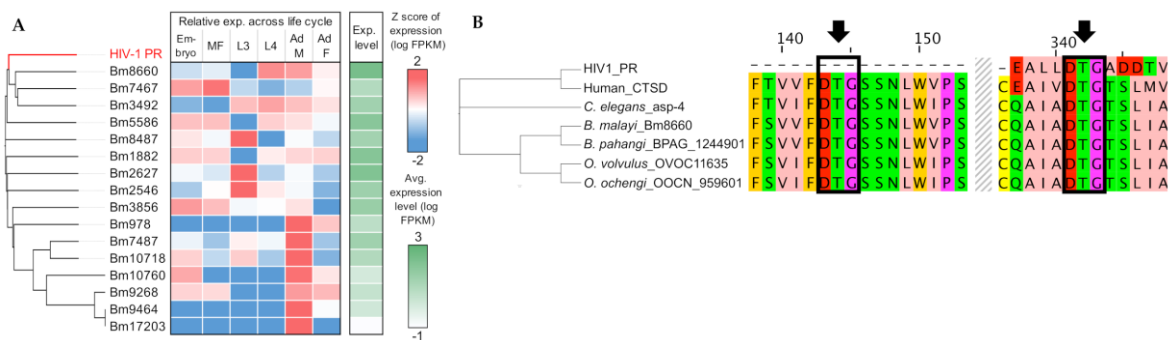 A
Relative exp. across life cycle
Em-
bryo
MF
L3
L4
Ad
M
Ad
F
Exp.
level
Z score of
expression
(log FPKM)
2
-2
Avg.
expression
level (log
FPKM)
3
-1
HIV-1 PR
Bm8660
Bm7467
Bm3492
Bm5586
Bm8487
Bm1882
Bm2627
Bm2546
Bm3856
Bm978
Bm7487
Bm10718
Bm10760
Bm9268
Bm9464
Bm17203
B
140 150 340
HIV1_PR - - - - - - - - - - - - - - - - - E A L L D T G A D D T V
Human_CTSD F T V V F D T G S S N L W V P S C E A I V D T G T S L M V
C. elegans_asp-4 F T V I F D T G S S N L W I P S C Q A I A D T G T S L I A
B. malayi_Bm8660 F S V V F D T G S S N L W V P S C Q A I A D T G T S L I A
B. pahangi_BPAG_1244901 F S V V F D T G S S N L W V P S C Q A I A D T G T S L I A
O. volvulus_OVOC11635 F S V I F D T G S S N L W I P S C Q A I A D T G T S L I A
O. ochengi_OOCN_959601 F S V I F D T G S S N L W I P S C Q A I A D T G T S L I A